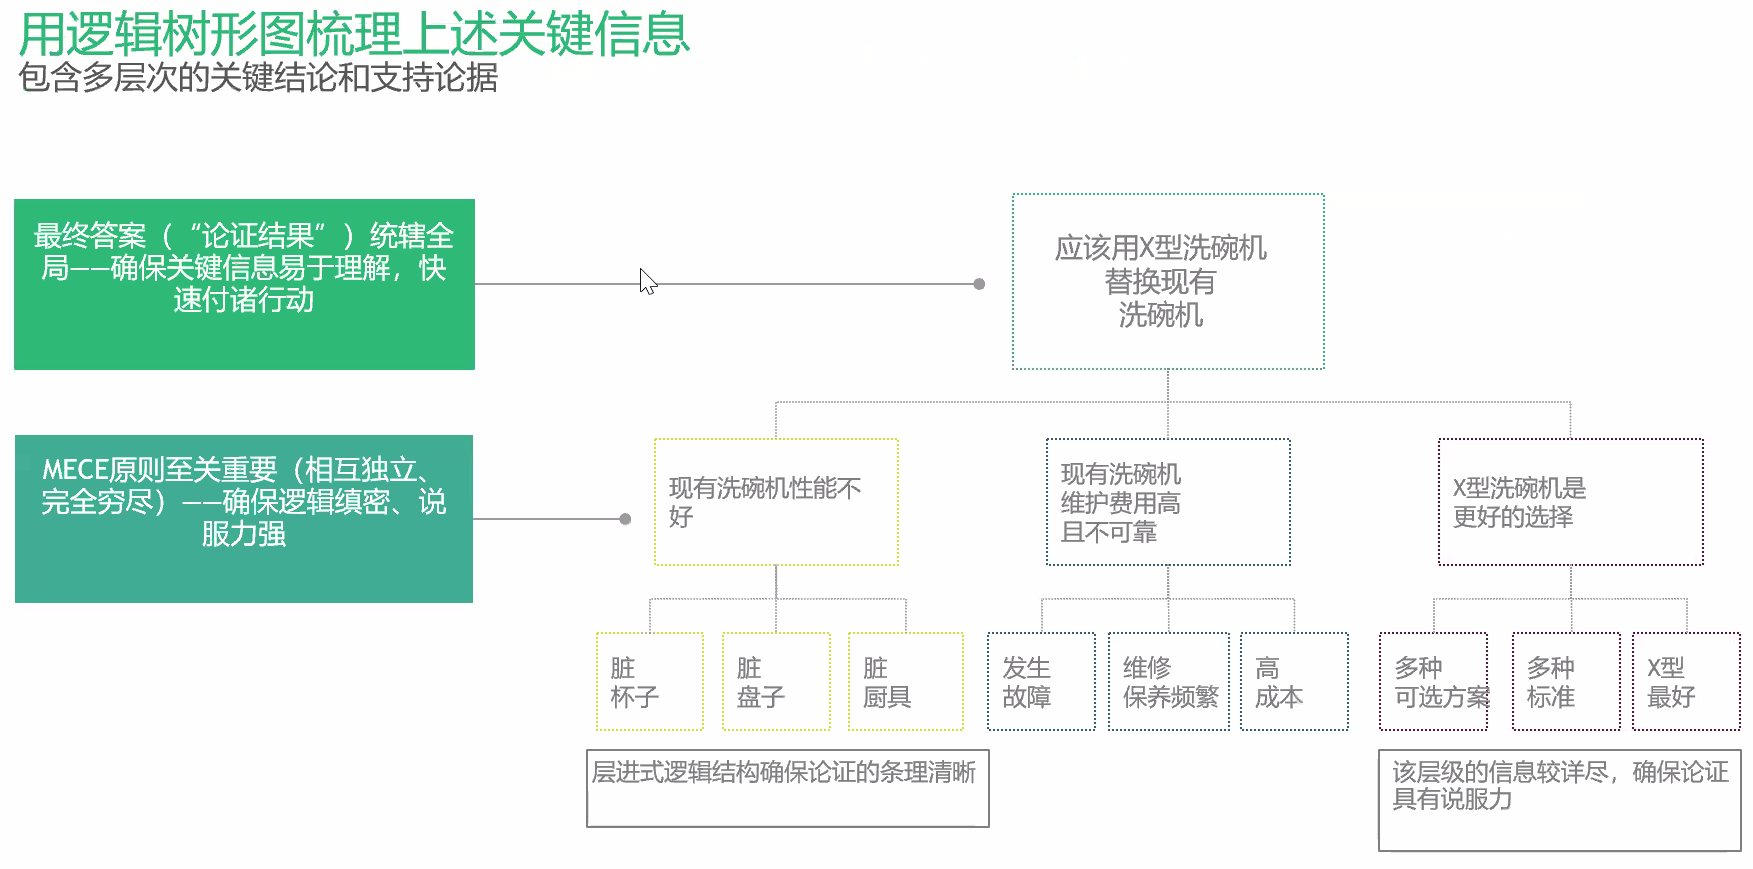 用逻辑树形图梳理上述关键信息
包含多层次的关键结论和支持论据
最终答案（“论证结果”）统辖全
局——确保关键信息易于理解，快
速付诸行动
应该用X型洗碗机
替换现有
洗碗机
MECE原则至关重要（相互独立、
完全穷尽）——确保逻辑缜密、说
服力强
现有洗碗机性能不
好
现有洗碗机
维护费用高
且不可靠
X型洗碗机是
更好的选择
脏
杯子
脏
盘子
脏
厨具
发生
故障
维修
保养频繁
高
成本
多种
可选方案
多种
标准
X型
最好
层进式逻辑结构确保论证的条理清晰
该层级的信息较详尽，确保论证
具有说服力